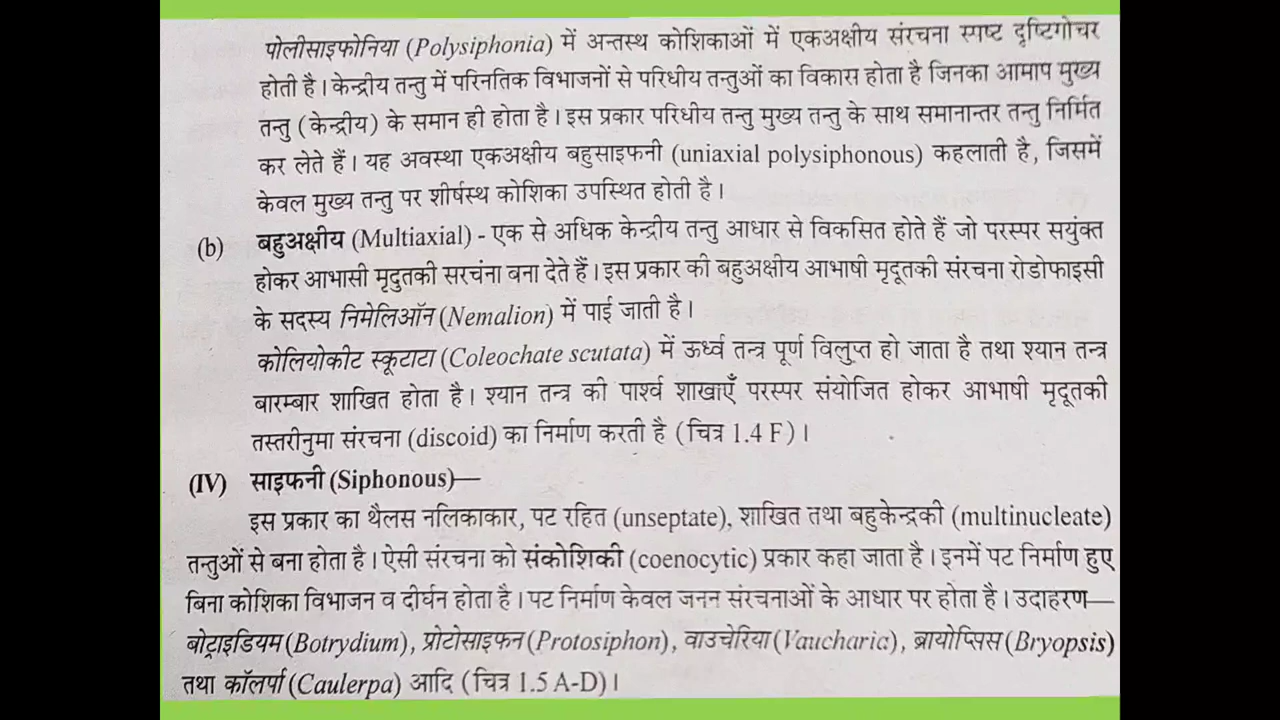 पोलीसाइफोनिया (Polysiphonia) में अन्तस्थ कोशिकाओं में एकअक्षीय संरचना स्पष्ट दृष्टिगोचर
होती है। केन्द्रीय तन्तु में परिनतिक विभाजनों से परिधीय तन्तुओं का विकास होता है जिनका आमाप मुख्य
तन्तु (केन्द्रीय) के समान ही होता है। इस प्रकार परिधीय तन्तु मुख्य तन्तु के साथ समानान्तर तन्तु निर्मित
कर लेते हैं। यह अवस्था एकअक्षीय बहुसाइफनी (uniaxial polysiphonous) कहलाती है, जिसमें
केवल मुख्य तन्तु पर शीर्षस्थ कोशिका उपस्थित होती है।
(b) बहुअक्षीय (Multiaxial) - एक से अधिक केन्द्रीय तन्तु आधार से विकसित होते हैं जो परस्पर सयुंक्त
होकर आभासी मृदुतकी सरचंना बना देते हैं। इस प्रकार की बहुअक्षीय आभाषी मृदूतकी संरचना रोडोफाइसी
के सदस्य निमेलिऑन (Nemalion) में पाई जाती है।
कोलियोकीट स्कूटाटा (Coleochate scutata) में ऊर्ध्व तन्त्र पूर्ण विलुप्त हो जाता है तथा श्यान तन्त्र
बारम्बार शाखित होता है। श्यान तन्त्र की पार्श्व शाखाएँ परस्पर संयोजित होकर आभाषी मृदूतकी
तस्तरीनुमा संरचना (discoid) का निर्माण करती है (चित्र 1.4 F)।
(IV) साइफनी (Siphonous)—
इस प्रकार का थैलस नलिकाकार, पट रहित (unseptate), शाखित तथा बहुकेन्द्रकी (multinucleate)
तन्तुओं से बना होता है। ऐसी संरचना को संकोशिकी (coenocytic) प्रकार कहा जाता है। इनमें पट निर्माण हुए
बिना कोशिका विभाजन व दीर्घन होता है। पट निर्माण केवल जनन संरचनाओं के आधार पर होता है। उदाहरण—
बोट्राइडियम (Botrydium), प्रोटोसाइफन (Protosiphon), वाउचेरिया (Vaucharia), ब्रायोप्सिस (Bryopsis)
तथा कॉलर्पा (Caulerpa) आदि (चित्र 1.5 A-D)।